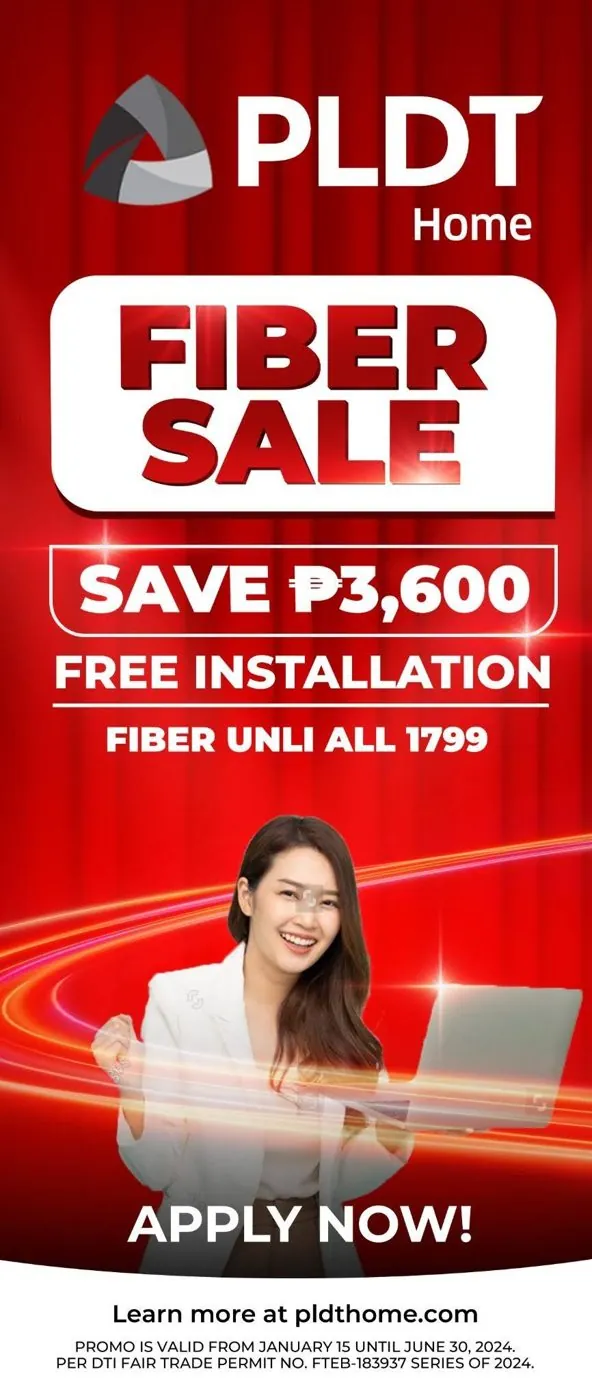 PLDT
Home
FIBER
SALE
SAVE ₱3,600
FREE INSTALLATION
FIBER UNLI ALL 1799
APPLY NOW!
Learn more at pldthome.com
PROMO IS VALID FROM JANUARY 15 UNTIL JUNE 30, 2024.
PER DTI FAIR TRADE PERMIT NO. FTEB-183937 SERIES OF 2024.